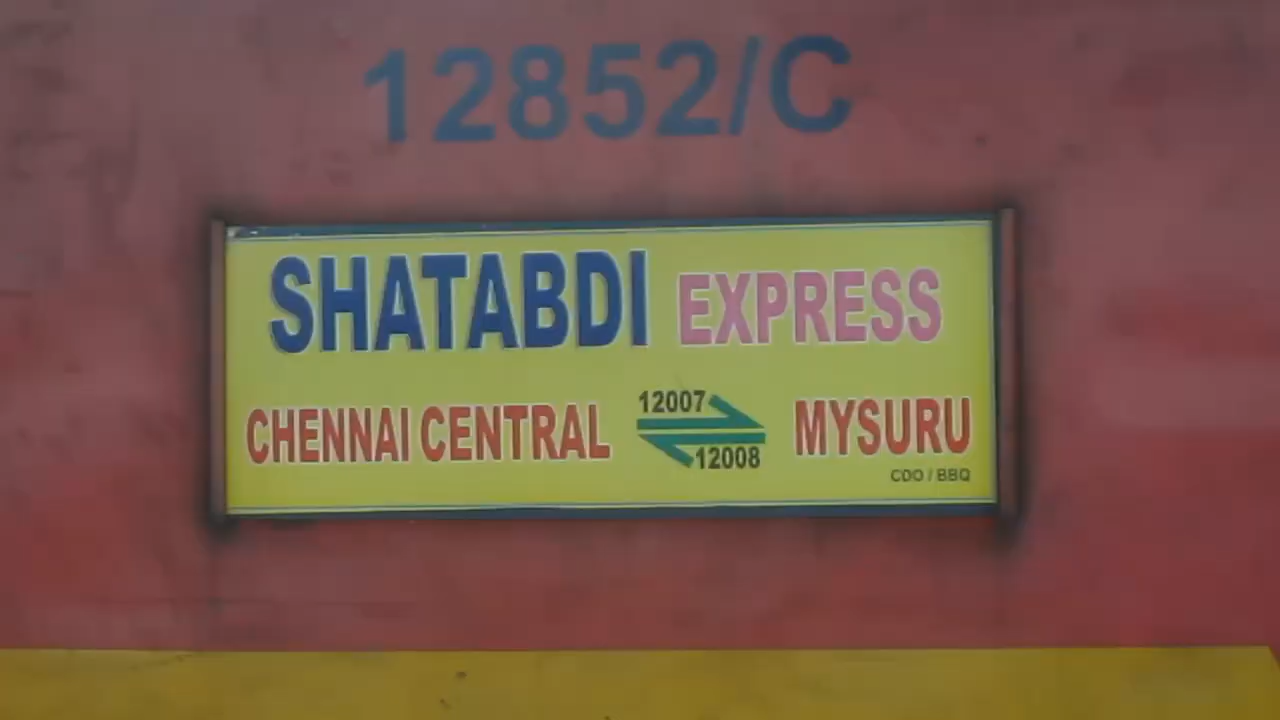 12852/C
SHATABDI EXPRESS
CHENNAI CENTRAL 12007 MYSURU
12008
CDO / BBQ